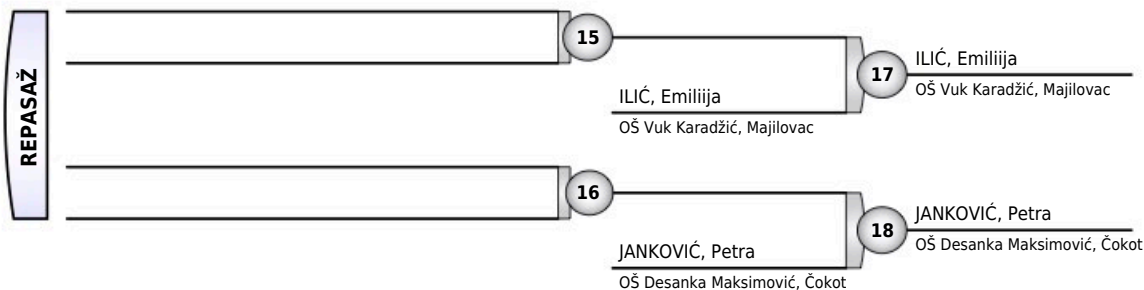 REPASAŽ
15
ILIĆ, Emiliija
OŠ Vuk Karadžić, Majilovac
17
ILIĆ, Emiliija
OŠ Vuk Karadžić, Majilovac
16
JANKOVIĆ, Petra
OŠ Desanka Maksimović, Čokot
18
JANKOVIĆ, Petra
OŠ Desanka Maksimović, Čokot